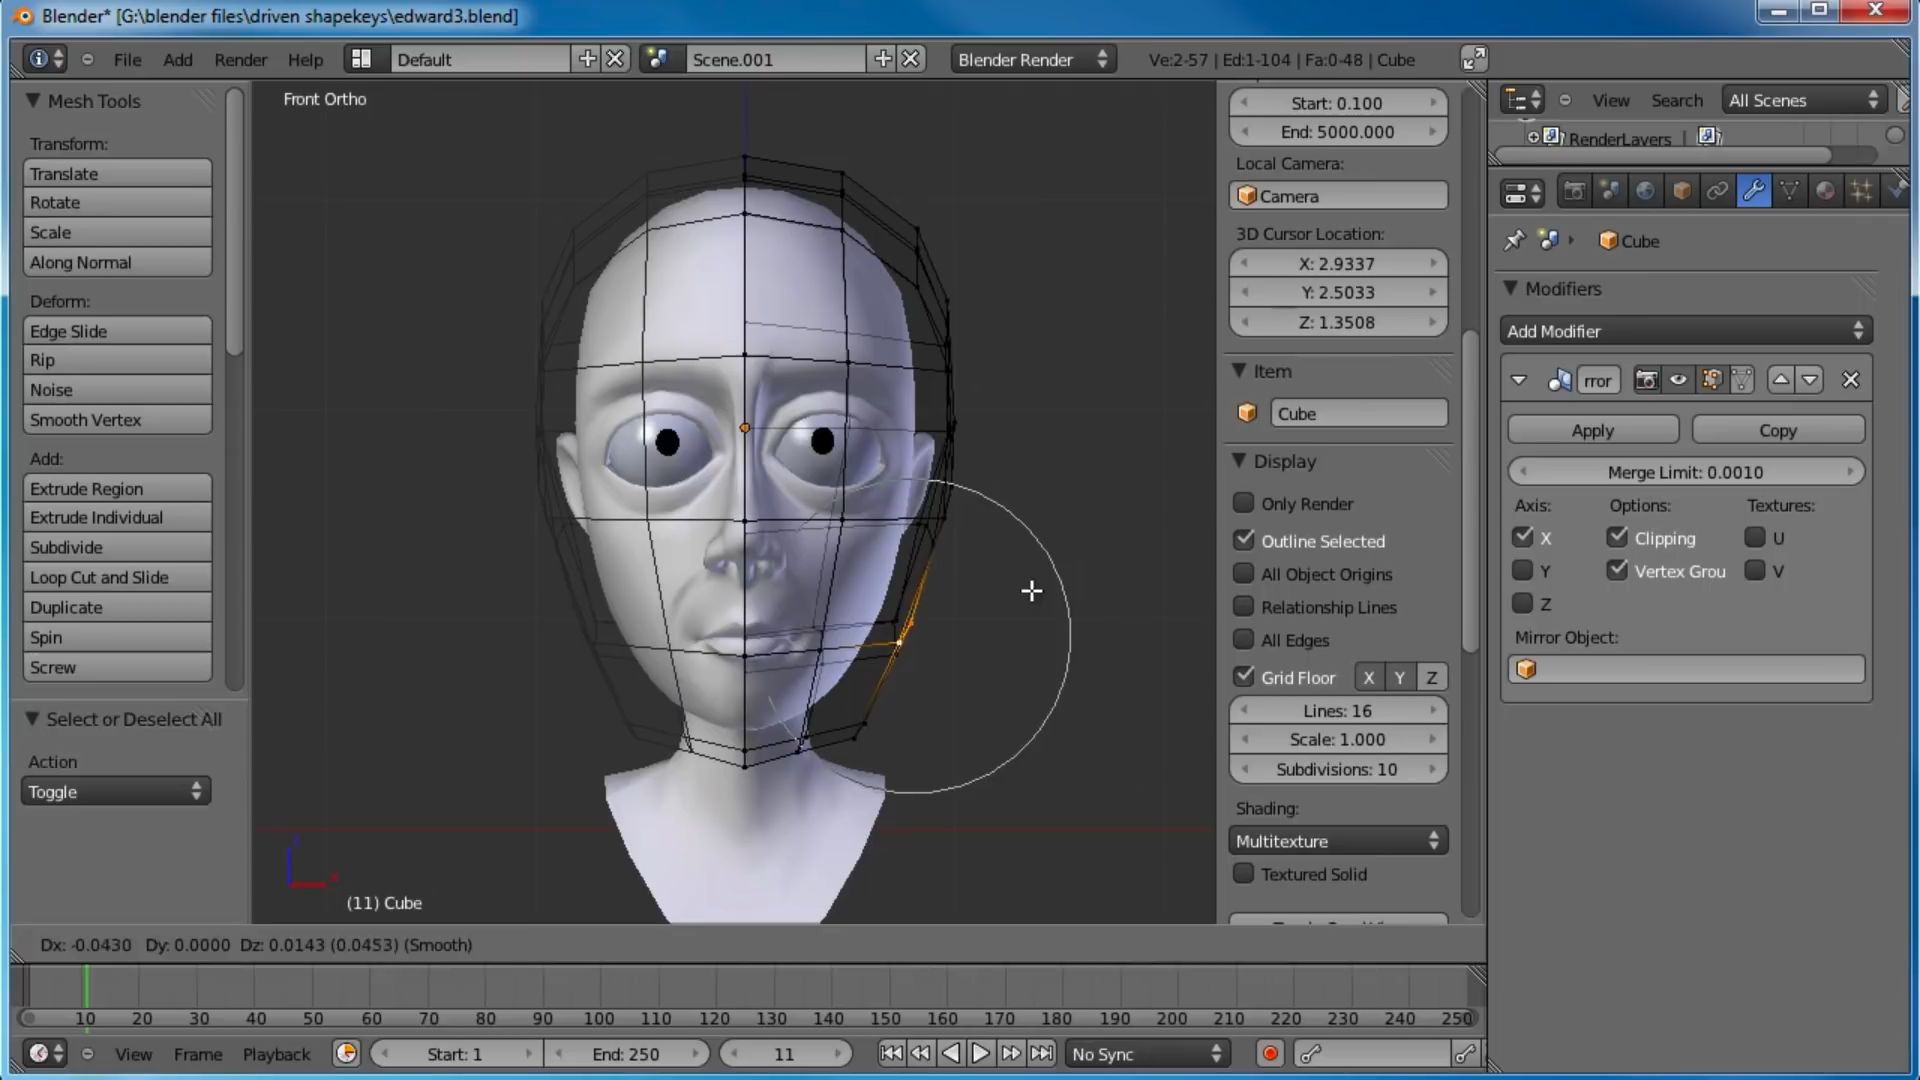 Blender* [G:\blender files\driven shapekeys\edward3.blend]
File Add Render Help Default Scene.001 Blender Render Ve:2-57 | Ed:1-104 | Fa:0-48 | Cube
Mesh Tools
Transform:
Translate
Rotate
Scale
Along Normal
Deform:
Edge Slide
Rip
Noise
Smooth Vertex
Add:
Extrude Region
Extrude Individual
Subdivide
Loop Cut and Slide
Duplicate
Spin
Screw
Select or Deselect All
Action
Toggle
Front Ortho
(11) Cube
Start: 0.100
End: 5000.000
Local Camera:
Camera
3D Cursor Location:
X: 2.9337
Y: 2.5033
Z: 1.3508
Item
Cube
Display
Only Render
Outline Selected
All Object Origins
Relationship Lines
All Edges
Grid Floor X Y Z
Lines: 16
Scale: 1.000
Subdivisions: 10
Shading:
Multitexture
Textured Solid
View Search All Scenes
RenderLayers |
Cube
Modifiers
Add Modifier
rror
Apply Copy
Merge Limit: 0.0010
Axis: Options: Textures:
X Clipping U
Y Vertex Grou V
Z
Mirror Object:
Dx: -0.0430 Dy: 0.0000 Dz: 0.0143 (0.0453) (Smooth)
10 20 30 40 50 60 70 80 90 100 110 120 130 140 150 160 170 180 190 200 210 220 230 240 250
View Frame Playback Start: 1 End: 250 11 No Sync